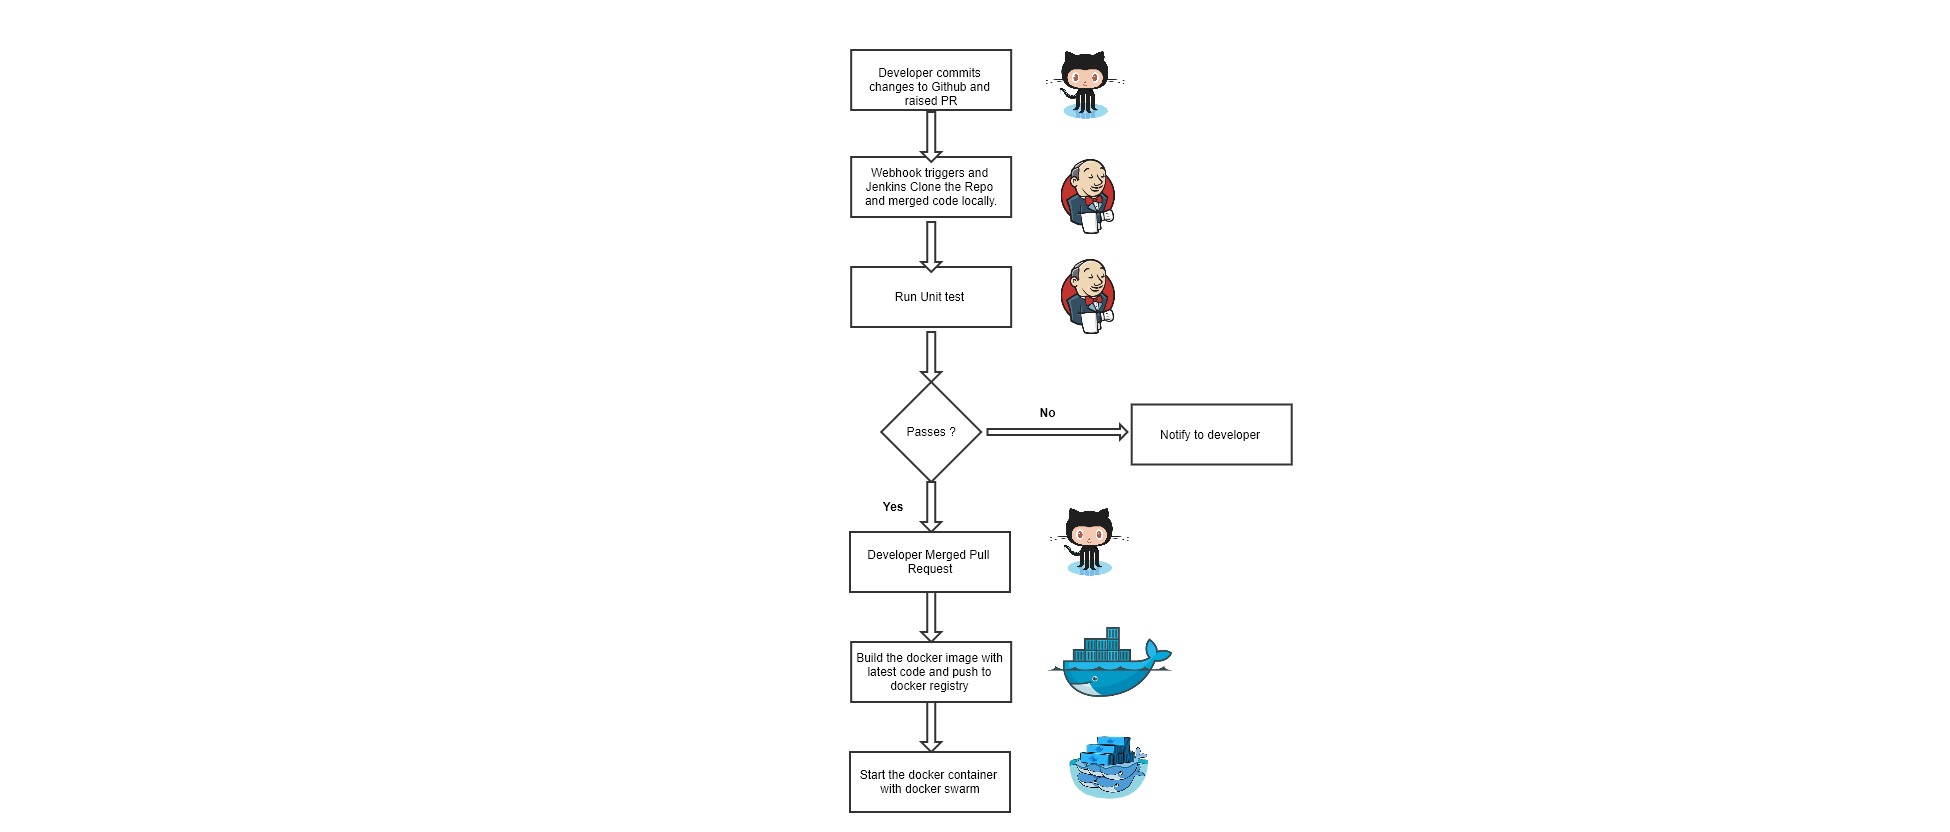 Developer commits
changes to Github and
raised PR
Webhook triggers and
Jenkins Clone the Repo
and merged code locally.
Run Unit test
Passes ?
No
Notify to developer
Yes
Developer Merged Pull
Request
Build the docker image with
latest code and push to
docker registry
Start the docker container
with docker swarm